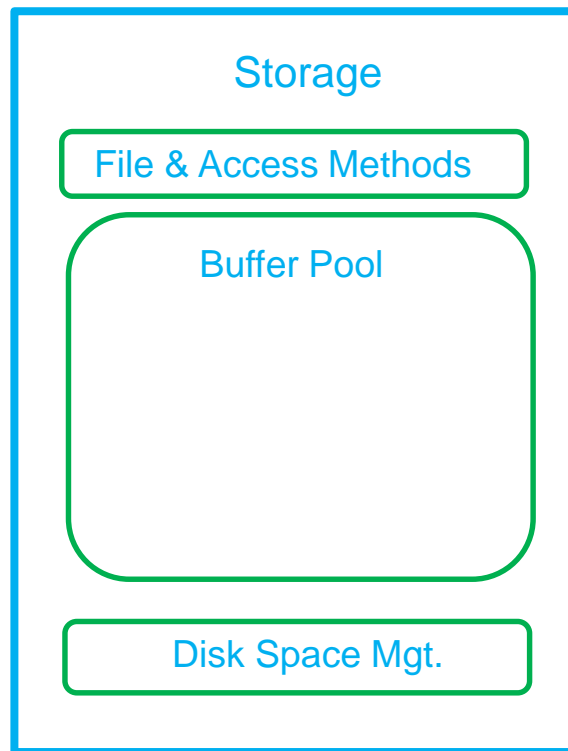 Storage
File & Access Methods
Buffer Pool
Disk Space Mgt.